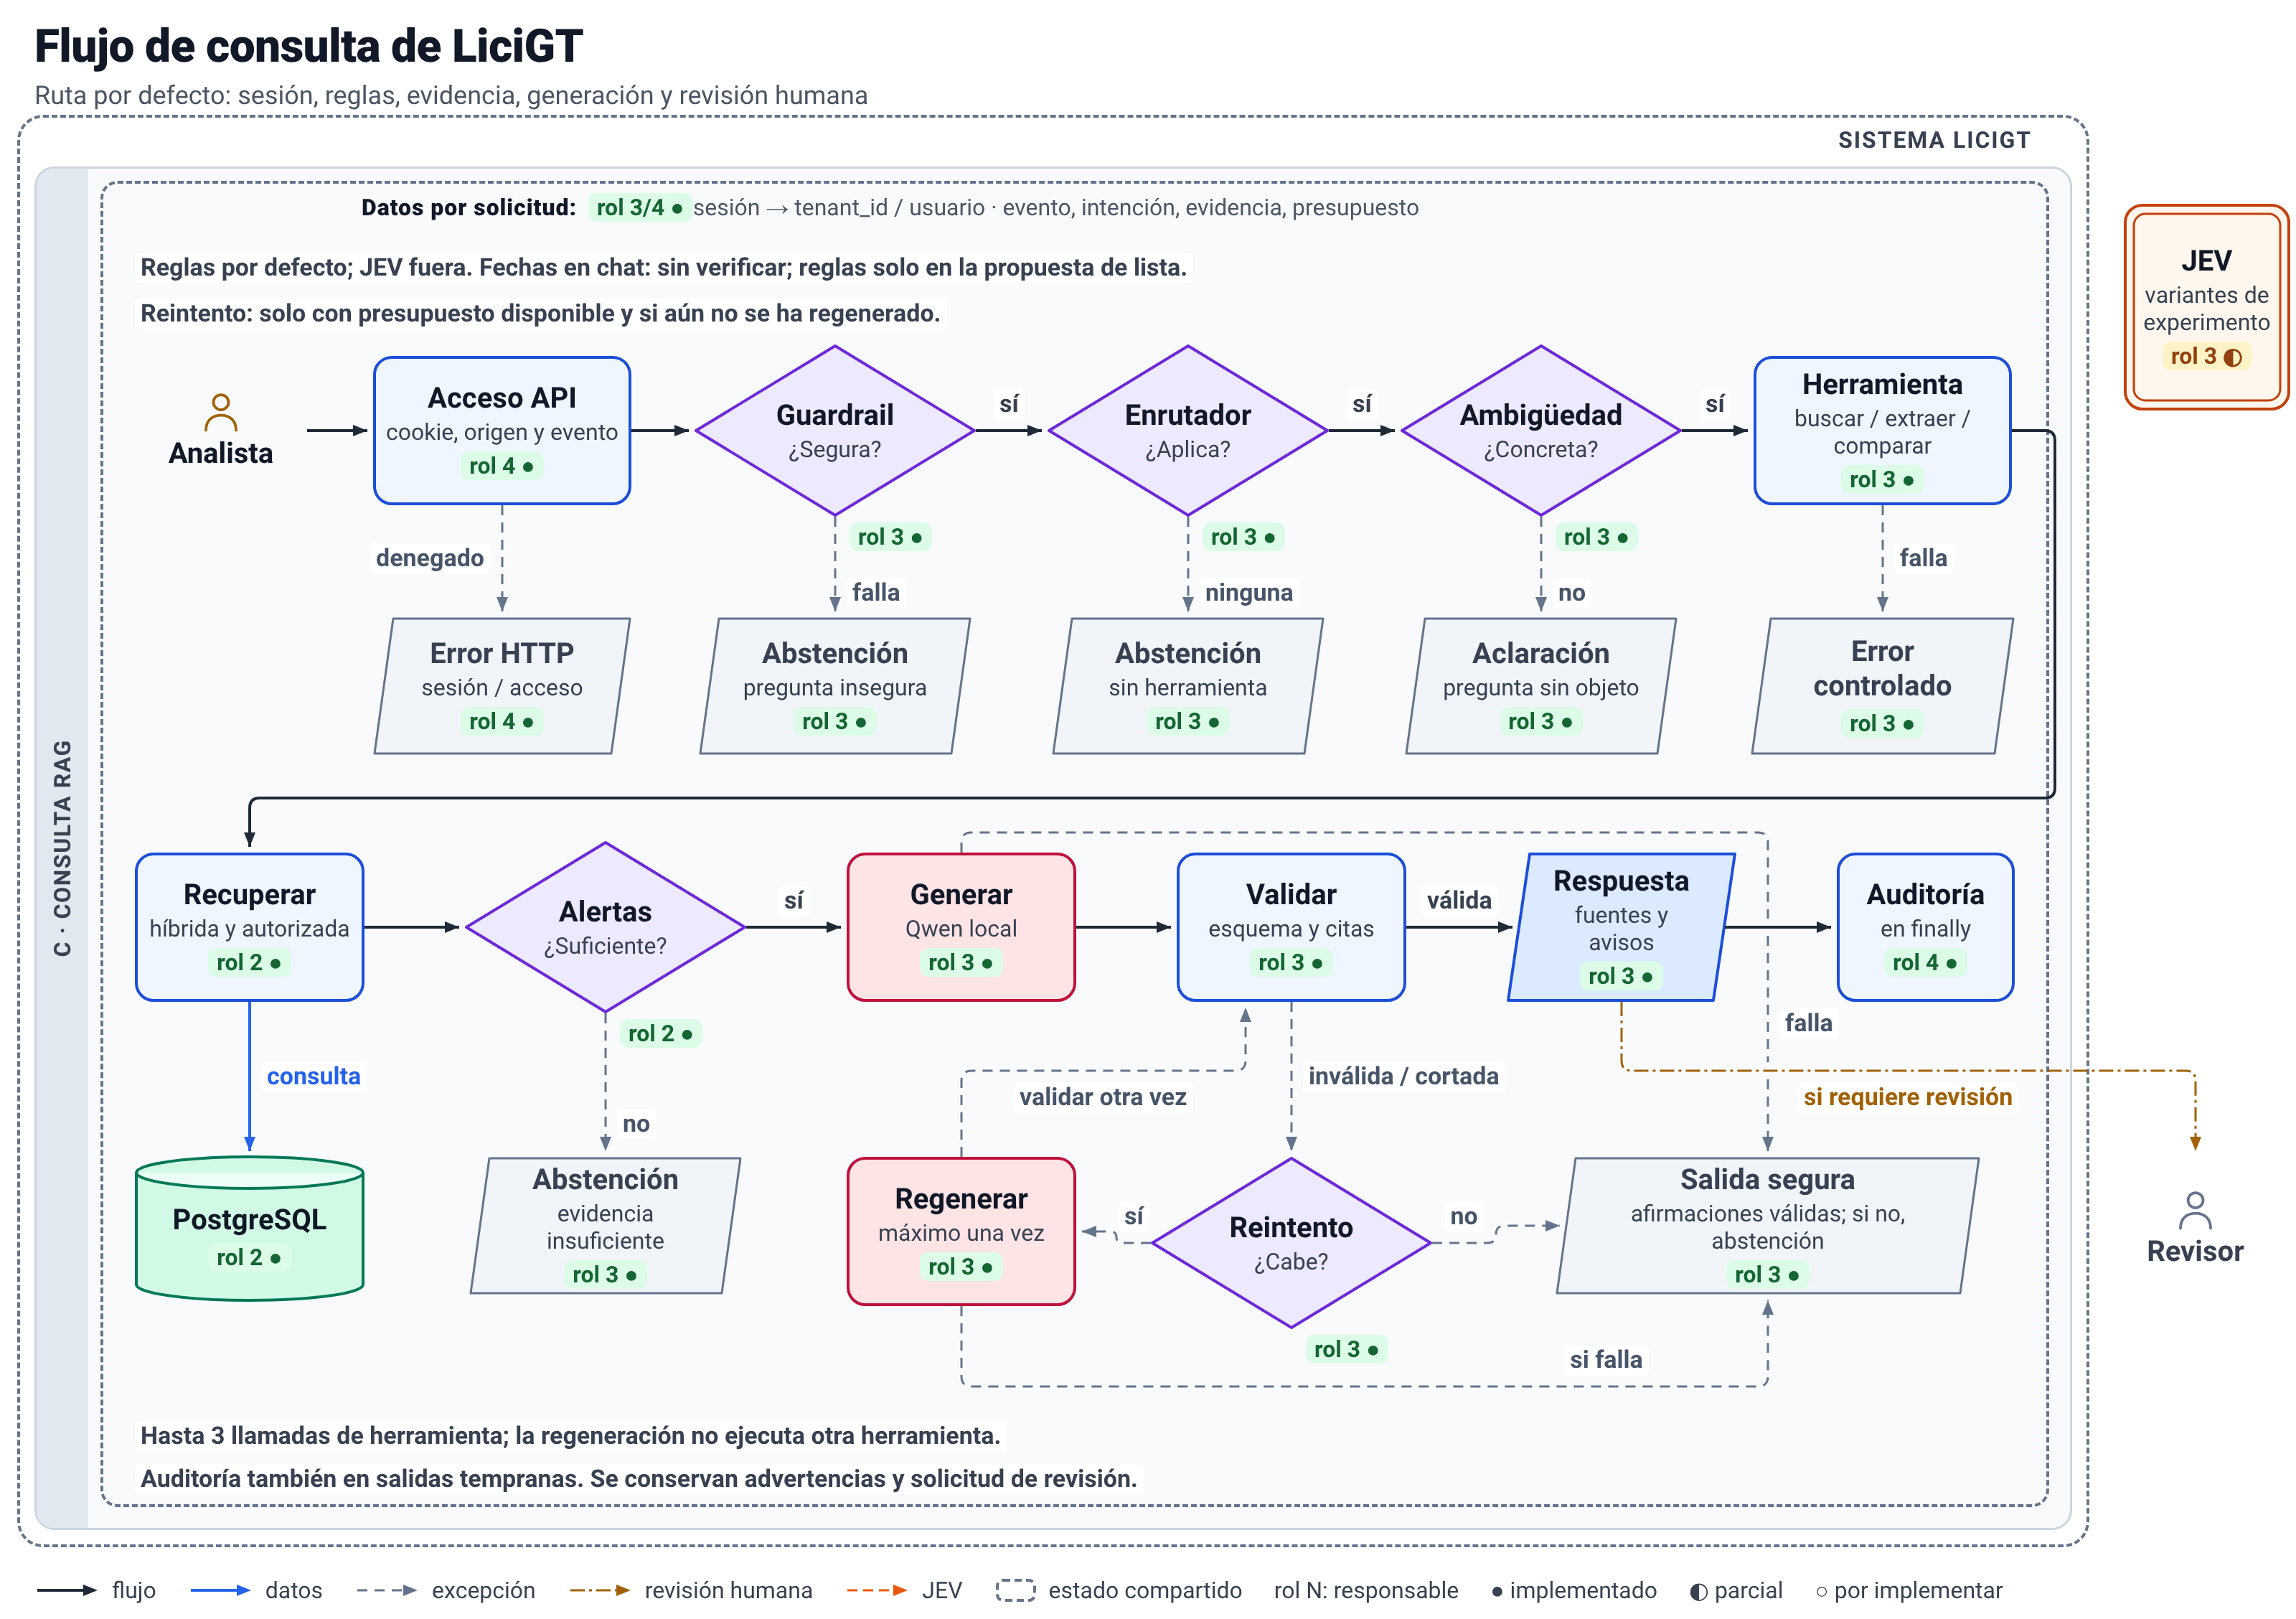 Flujo de consulta de LiciGT
Ruta por defecto: sesión, reglas, evidencia, generación y revisión humana
SISTEMA LICIGT
C · CONSULTA RAG
Datos por solicitud: rol 3/4 ● sesión → tenant_id / usuario · evento, intención, evidencia, presupuesto
Reglas por defecto; JEV fuera. Fechas en chat: sin verificar; reglas solo en la propuesta de lista.
Reintento: solo con presupuesto disponible y si aún no se ha regenerado.
JEV
variantes de
experimento
rol 3 ◐
Analista
Acceso API
cookie, origen y evento
rol 4 ●
Guardrail
¿Segura?
rol 3 ●
sí
Enrutador
¿Aplica?
rol 3 ●
sí
Ambigüedad
¿Concreta?
rol 3 ●
sí
Herramienta
buscar / extraer /
comparar
rol 3 ●
denegado
falla
ninguna
no
falla
Error HTTP
sesión / acceso
rol 4 ●
Abstención
pregunta insegura
rol 3 ●
Abstención
sin herramienta
rol 3 ●
Aclaración
pregunta sin objeto
rol 3 ●
Error
controlado
rol 3 ●
Recuperar
híbrida y autorizada
rol 2 ●
Alertas
¿Suficiente?
rol 2 ●
sí
Generar
Qwen local
rol 3 ●
Validar
esquema y citas
rol 3 ●
válida
Respuesta
fuentes y
avisos
rol 3 ●
Auditoría
en finally
rol 4 ●
falla
consulta
no
validar otra vez
inválida / cortada
si requiere revisión
PostgreSQL
rol 2 ●
Abstención
evidencia
insuficiente
rol 3 ●
Regenerar
máximo una vez
rol 3 ●
sí
Reintento
¿Cabe?
rol 3 ●
no
Salida segura
afirmaciones válidas; si no,
abstención
rol 3 ●
Revisor
si falla
Hasta 3 llamadas de herramienta; la regeneración no ejecuta otra herramienta.
Auditoría también en salidas tempranas. Se conservan advertencias y solicitud de revisión.
flujo datos excepción revisión humana JEV estado compartido rol N: responsable ● implementado ◐ parcial ○ por implementar